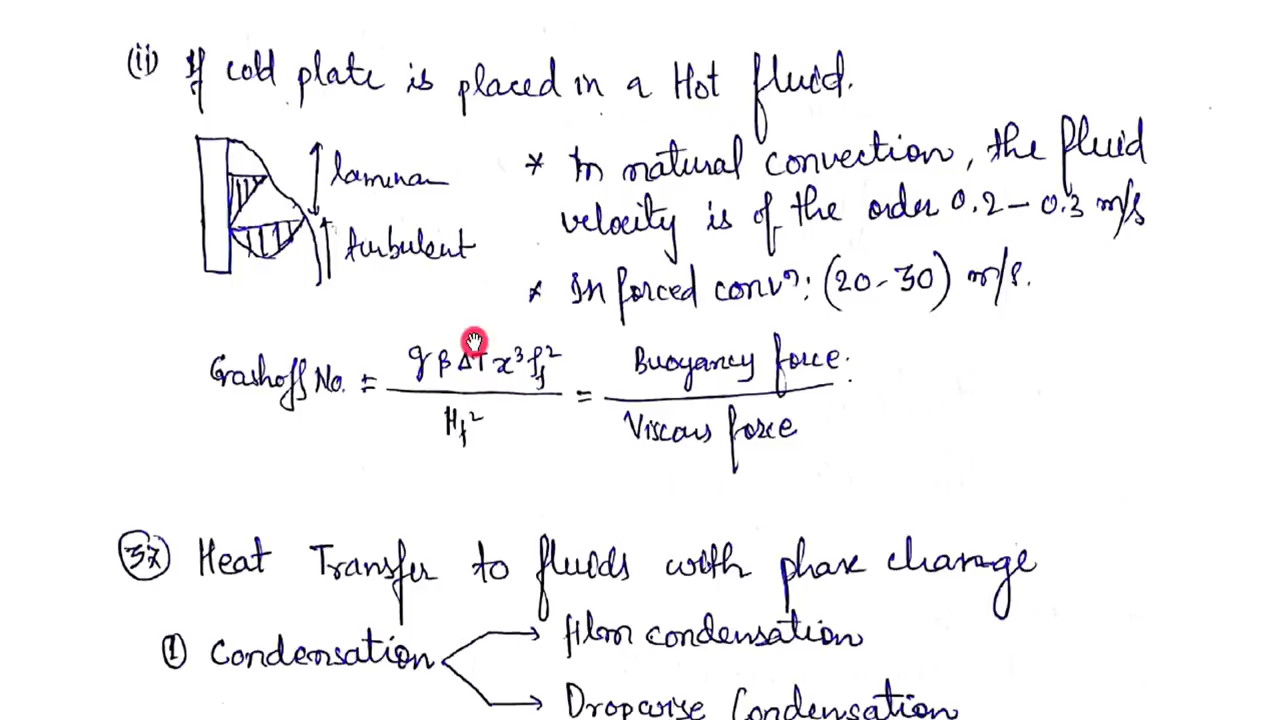 (ii) If cold plate is placed in a Hot fluid.
laminar
turbulent
* In natural convection, the fluid
velocity is of the order 0.2 - 0.3 m/s
* In forced convn: (20-30) m/s.
Grashoff No. = gβΔTx³ρf² / μf² = Buoyancy force / Viscous force
37 Heat Transfer to fluids with phase change
① Condensation
film condensation
Dropwise Condensation